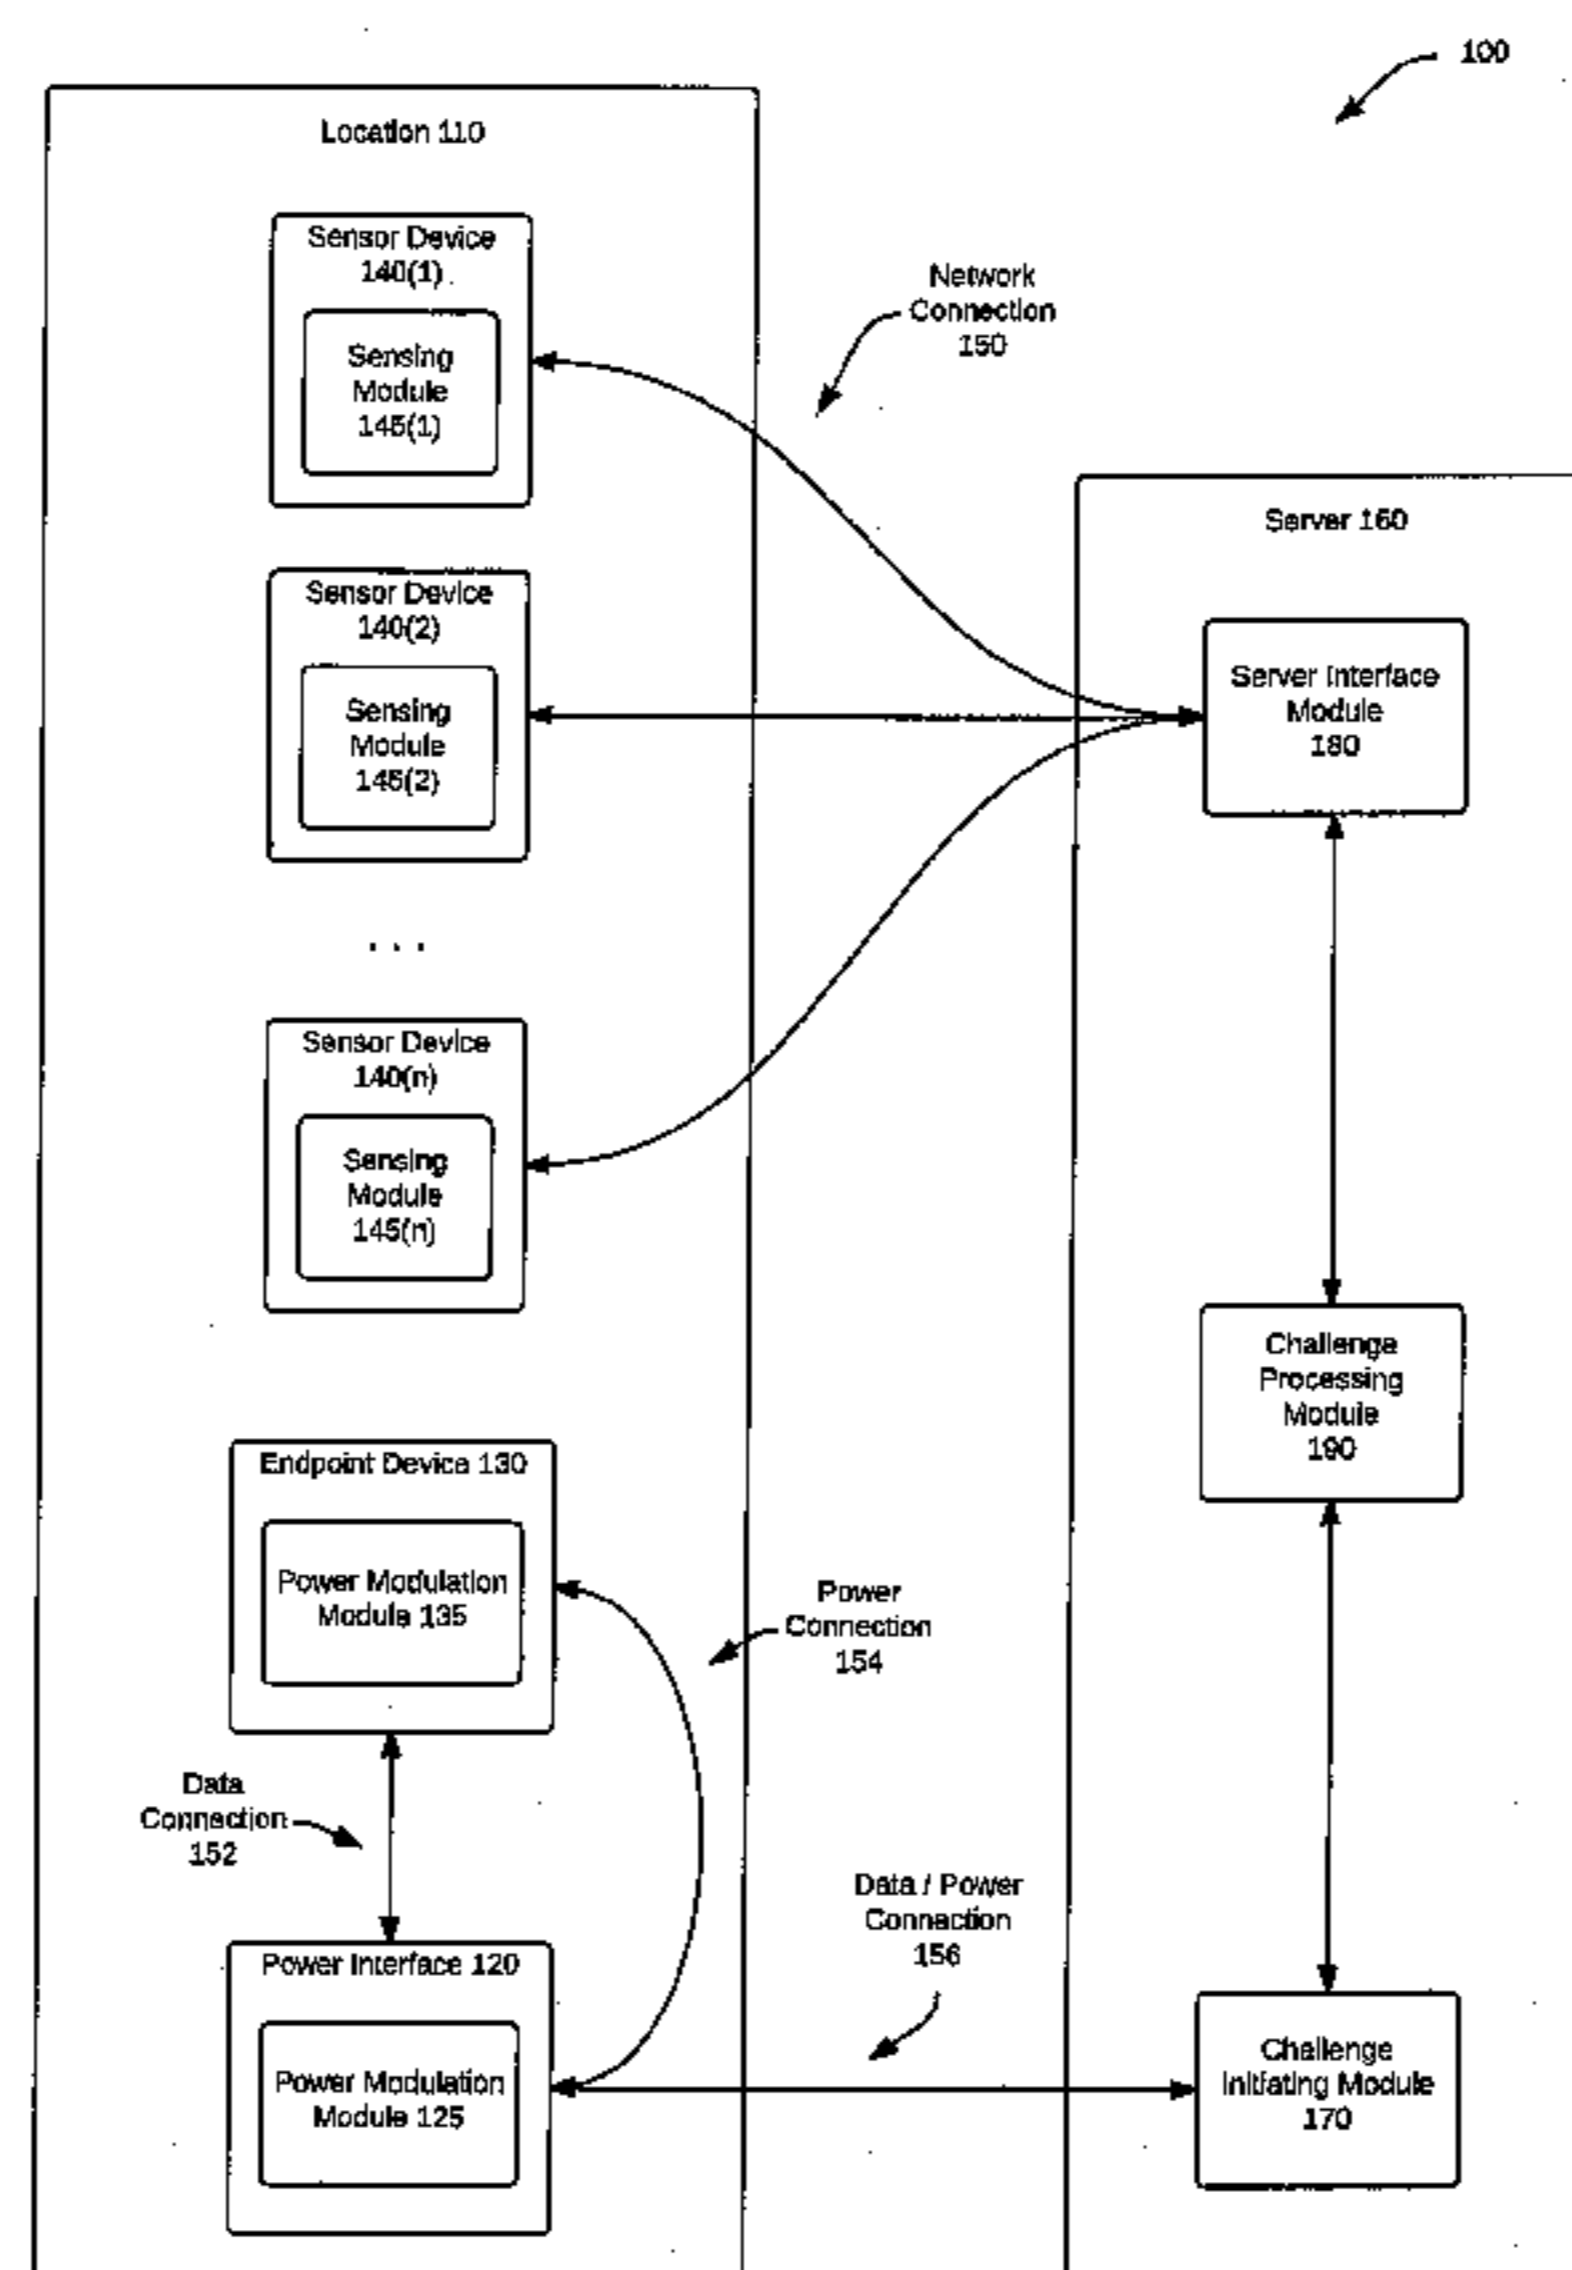 100
Location 110
Sensor Device
140(1)
Sensing
Module
145(1)
Network
Connection
150
Server 160
Sensor Device
140(2)
Sensing
Module
145(2)
Server Interface
Module
180
. . .
Sensor Device
140(n)
Sensing
Module
145(n)
Challenge
Processing
Module
190
Endpoint Device 130
Power Modulation
Module 135
Power
Connection
154
Data
Connection
152
Data / Power
Connection
156
Power Interface 120
Power Modulation
Module 125
Challenge
Initiating Module
170